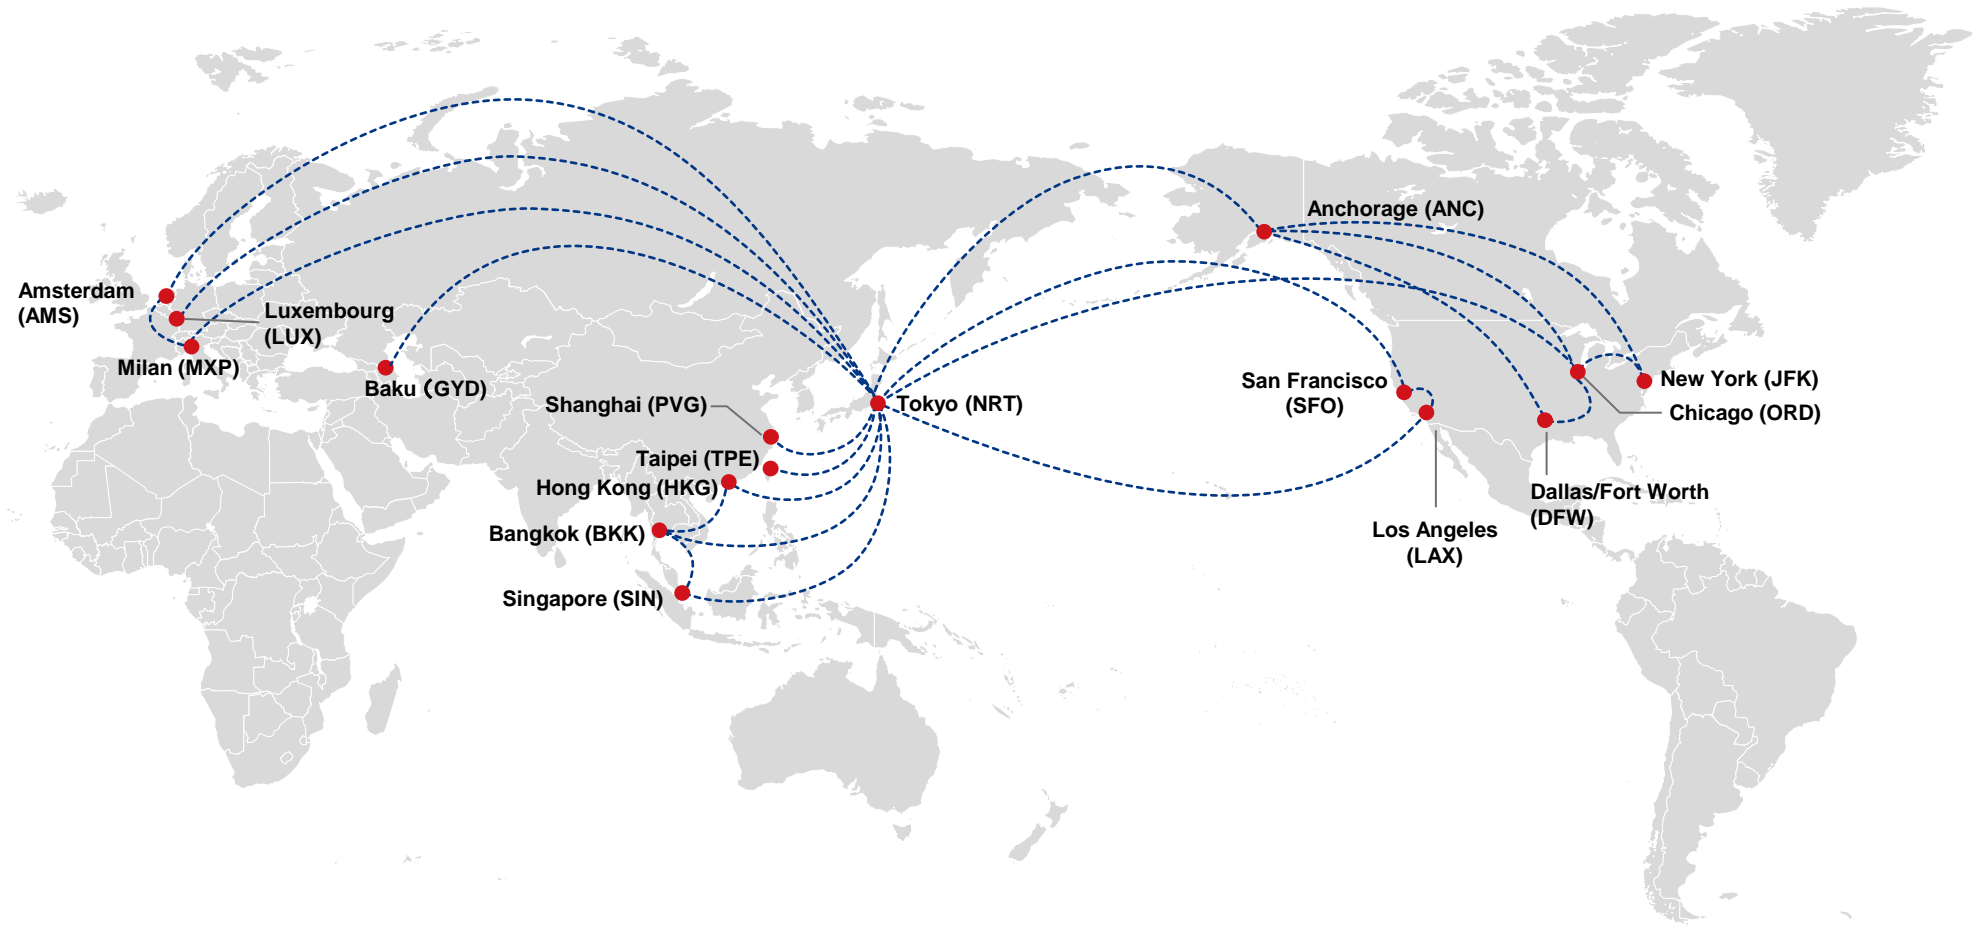 Anchorage (ANC)
Amsterdam
(AMS)
Luxembourg
(LUX)
Milan (MXP)
Baku（GYD)
Shanghai (PVG)
Tokyo (NRT)
San Francisco
(SFO)
New York (JFK)
Chicago (ORD)
Taipei (TPE)
Hong Kong (HKG)
Dallas/Fort Worth
(DFW)
Bangkok (BKK)
Los Angeles
(LAX)
Singapore (SIN)